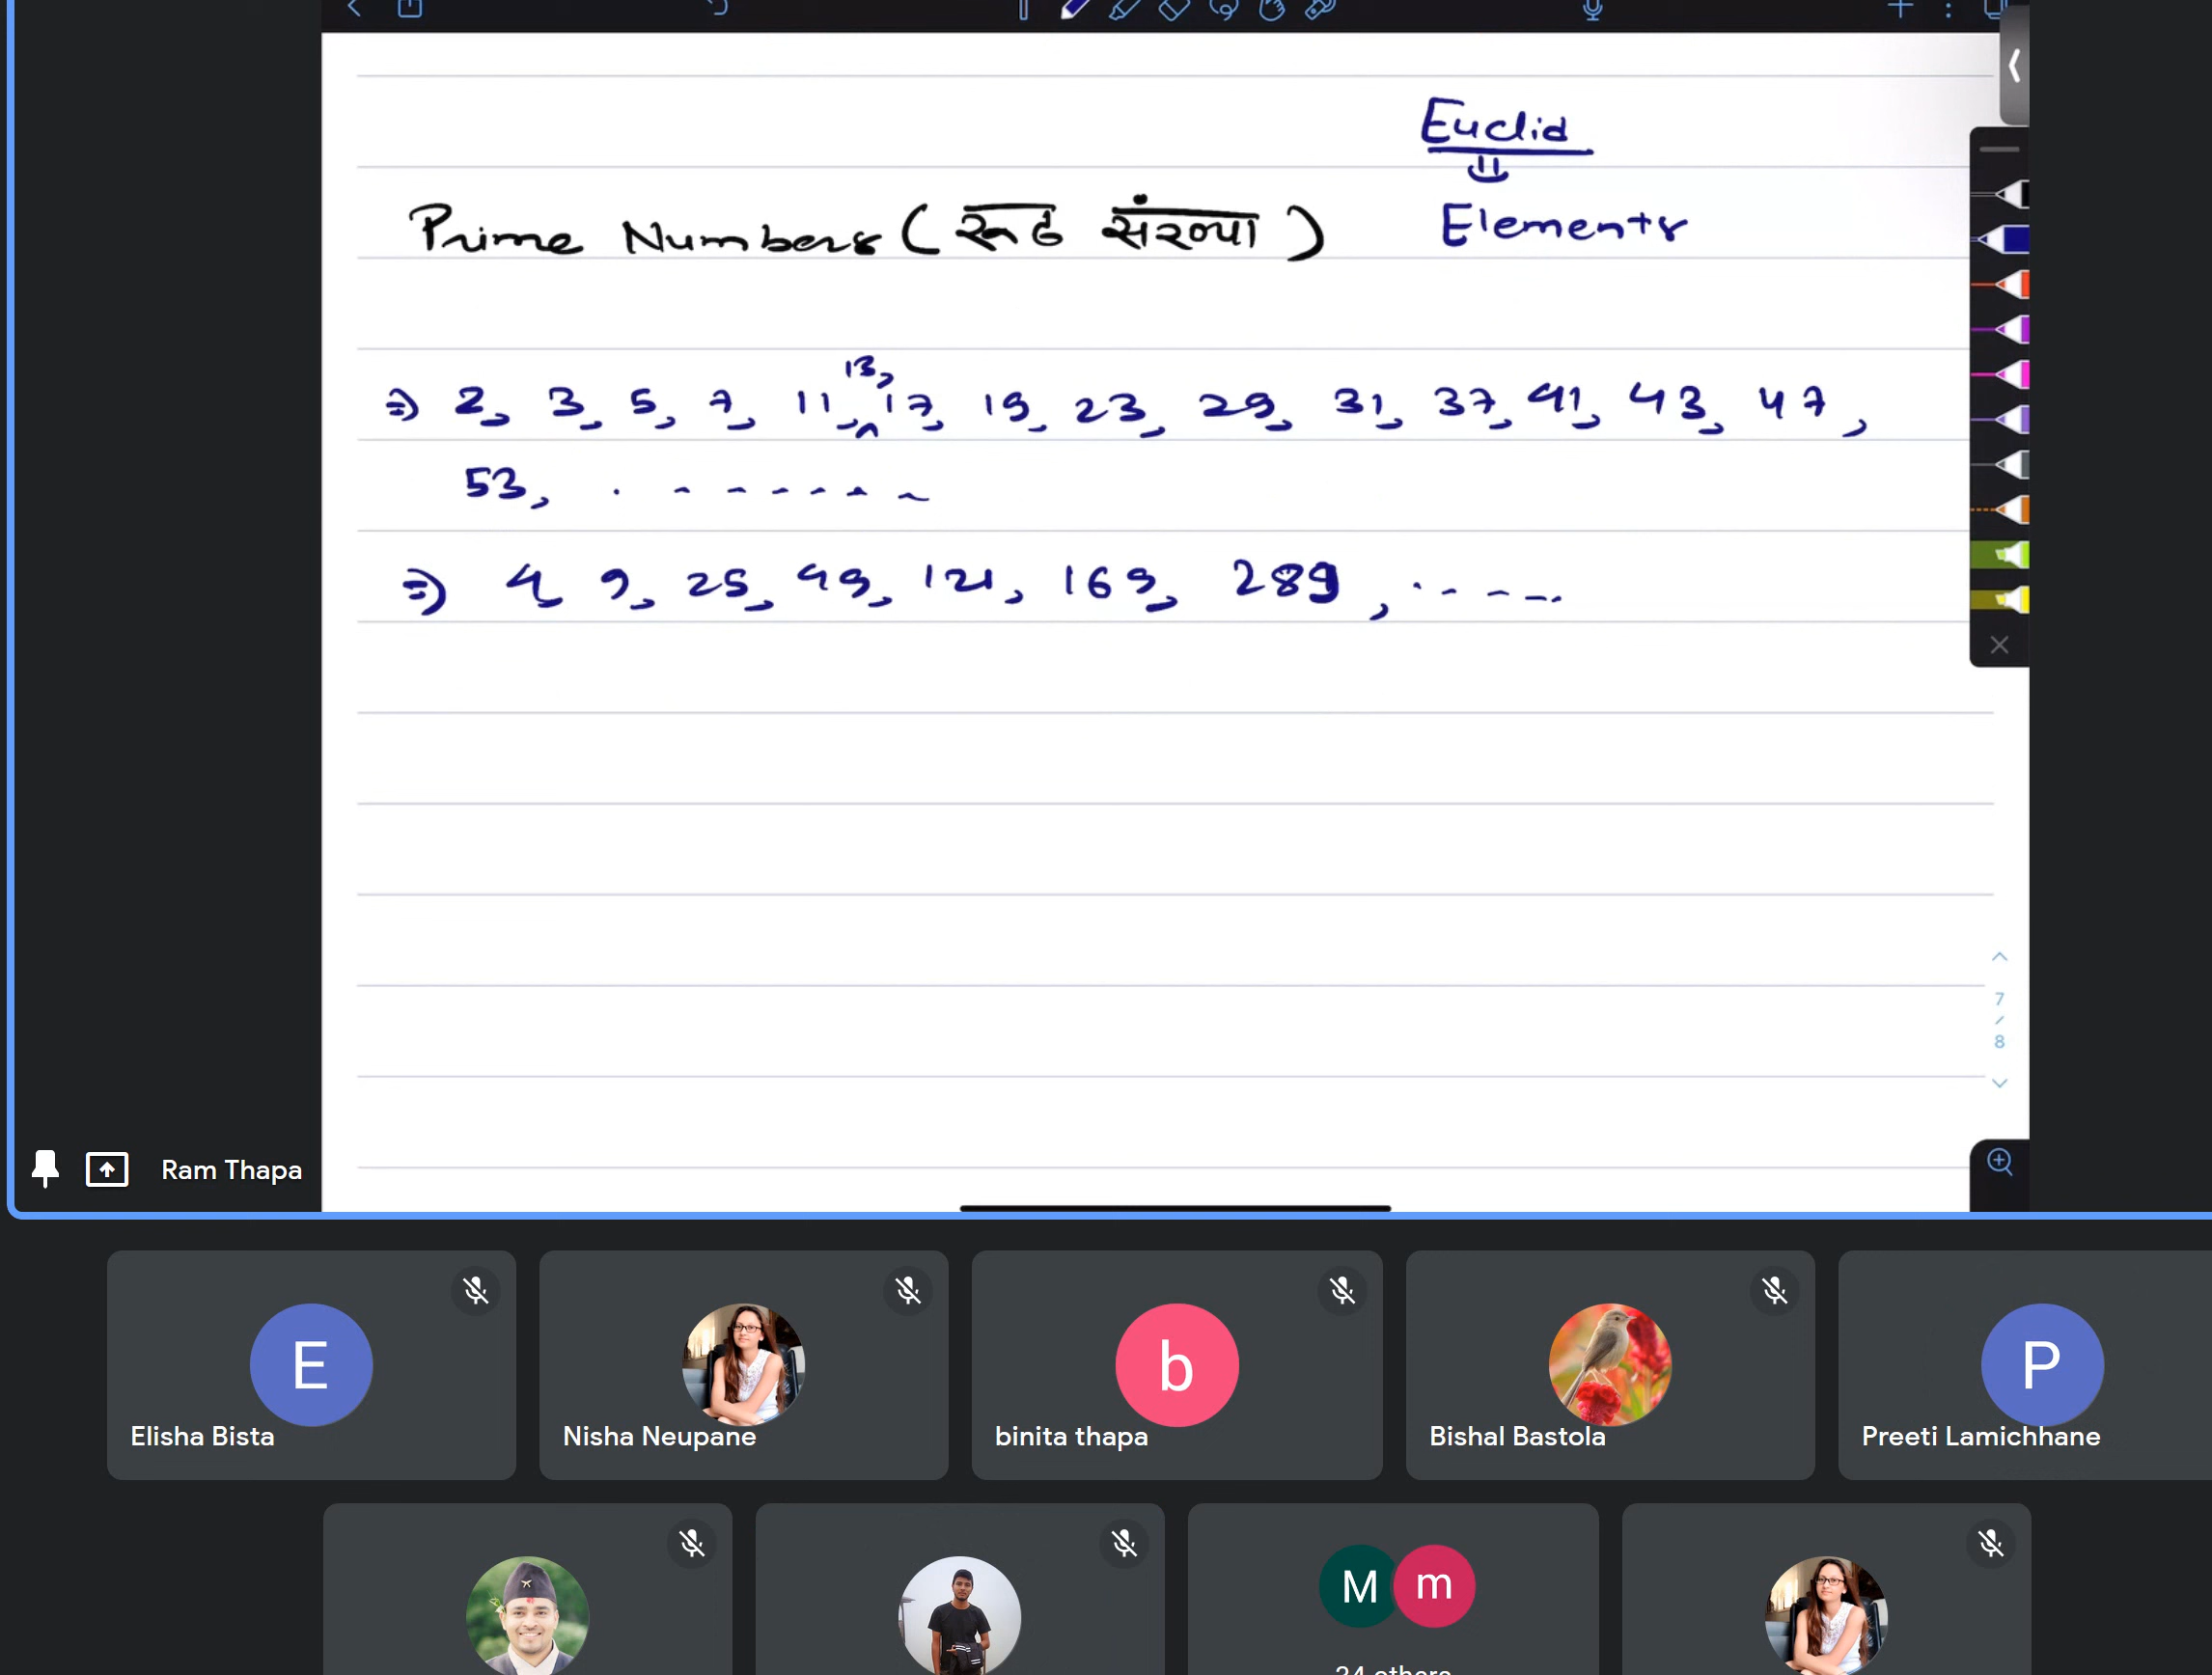 Euclid
⇓
Elements
Prime Numbers ( रूढ संख्या )
⇒ 2, 3, 5, 7, 11, 13, 17, 19, 23, 29, 31, 37, 41, 43, 47,
53, . - - - - - - -
⇒ 4, 9, 25, 49, 121, 169, 289, . . - - - -
7
/
8
Ram Thapa
E
b
P
Elisha Bista
Nisha Neupane
binita thapa
Bishal Bastola
Preeti Lamichhane
M m